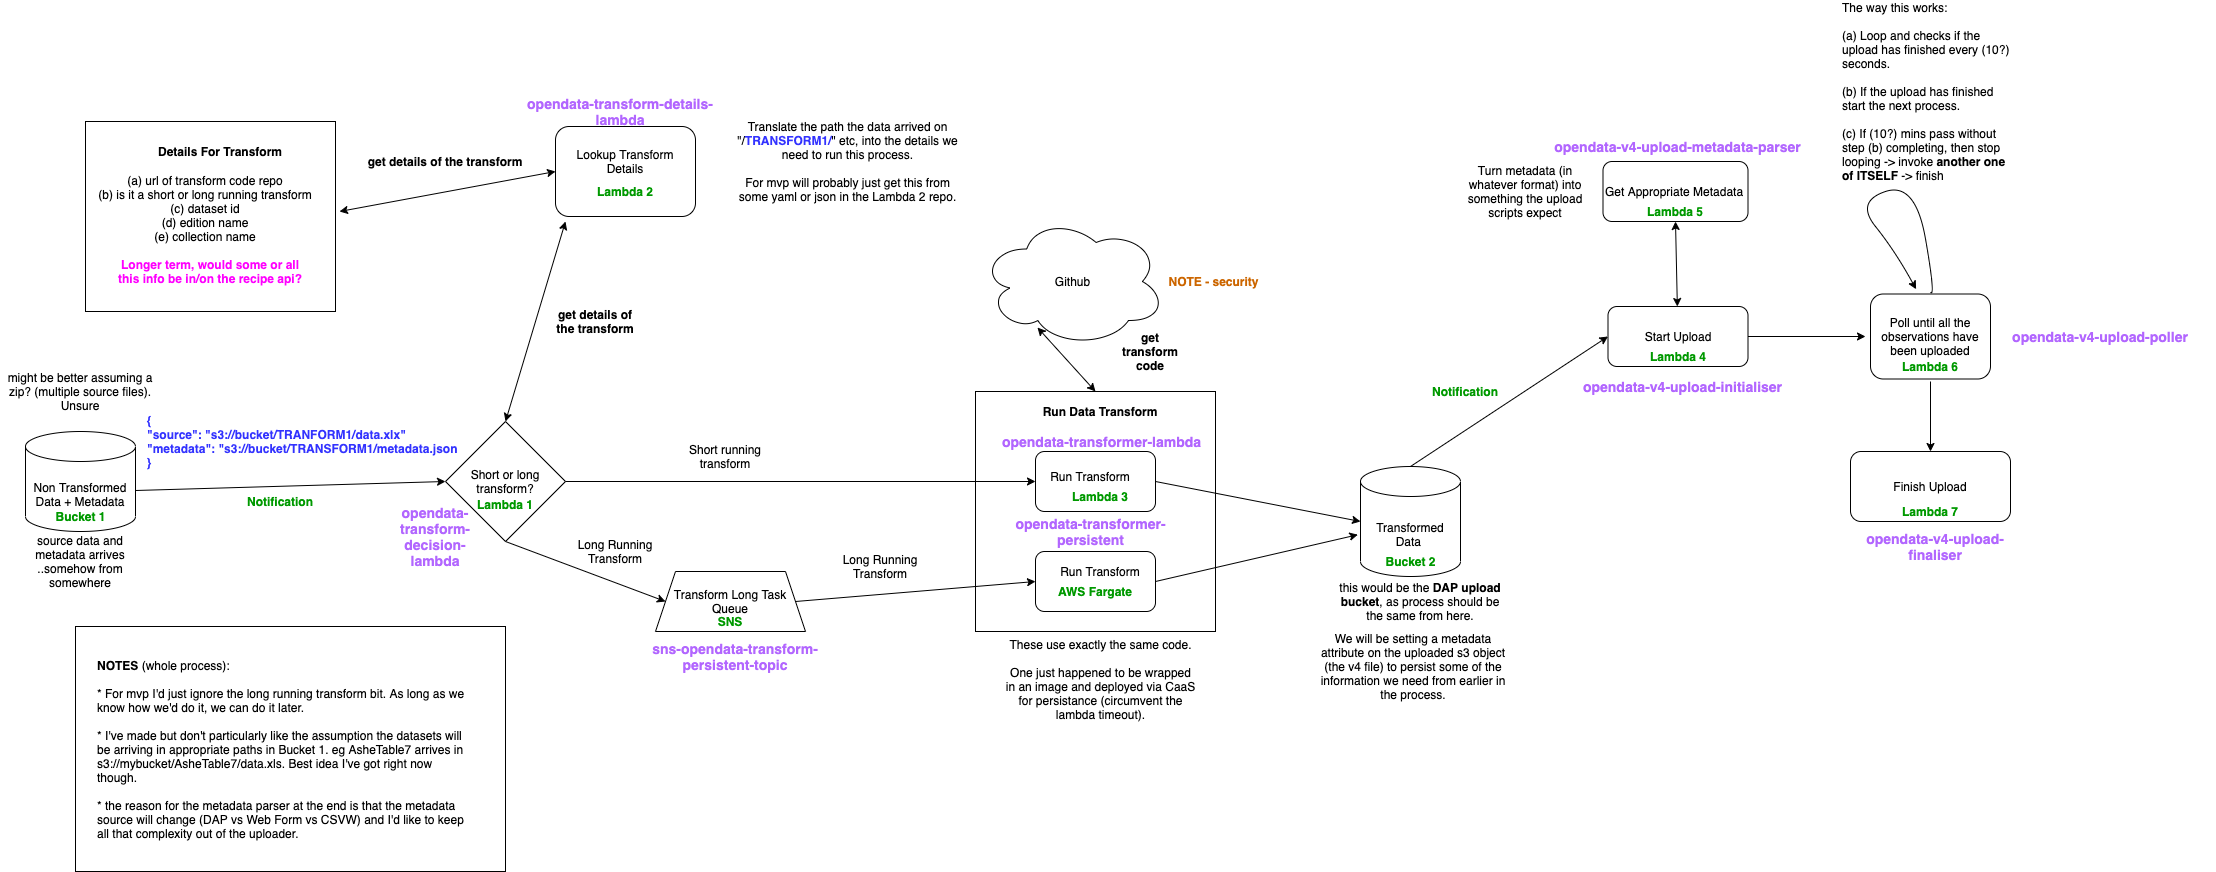 The way this works:
(a) Loop and checks if the
upload has finished every (10?)
seconds.
(b) If the upload has finished
start the next process.
(c) If (10?) mins pass without
step (b) completing, then stop
looping -> invoke another one
of ITSELF -> finish
opendata-transform-details-
lambda
Lookup Transform
Details
Lambda 2
Translate the path the data arrived on
"/TRANSFORM1/" etc, into the details we
need to run this process.
For mvp will probably just get this from
some yaml or json in the Lambda 2 repo.
Details For Transform
(a) url of transform code repo
(b) is it a short or long running transform
(c) dataset id
(d) edition name
(e) collection name
Longer term, would some or all
this info be in/on the recipe api?
get details of the transform
opendata-v4-upload-metadata-parser
Turn metadata (in
whatever format) into
something the upload
scripts expect
Get Appropriate Metadata
Lambda 5
Github
NOTE - security
get
transform
code
get details of
the transform
Start Upload
Lambda 4
opendata-v4-upload-initialiser
Poll until all the
observations have
been uploaded
Lambda 6
opendata-v4-upload-poller
might be better assuming a
zip? (multiple source files).
Unsure
{
"source": "s3://bucket/TRANFORM1/data.xlx"
"metadata": "s3://bucket/TRANSFORM1/metadata.json
}
Non Transformed
Data + Metadata
Bucket 1
Notification
source data and
metadata arrives
..somehow from
somewhere
Short or long
transform?
Lambda 1
opendata-
transform-
decision-
lambda
Short running
transform
Long Running
Transform
Transform Long Task
Queue
SNS
sns-opendata-transform-
persistent-topic
Long Running
Transform
Run Data Transform
opendata-transformer-lambda
Run Transform
Lambda 3
opendata-transformer-
persistent
Run Transform
AWS Fargate
These use exactly the same code.
One just happened to be wrapped
in an image and deployed via CaaS
for persistance (circumvent the
lambda timeout).
Notification
Transformed
Data
Bucket 2
this would be the DAP upload
bucket, as process should be
the same from here.
We will be setting a metadata
attribute on the uploaded s3 object
(the v4 file) to persist some of the
information we need from earlier in
the process.
Finish Upload
Lambda 7
opendata-v4-upload-
finaliser
NOTES (whole process):
* For mvp I'd just ignore the long running transform bit. As long as we
know how we'd do it, we can do it later.
* I've made but don't particularly like the assumption the datasets will
be arriving in appropriate paths in Bucket 1. eg AsheTable7 arrives in
s3://mybucket/AsheTable7/data.xls. Best idea I've got right now
though.
* the reason for the metadata parser at the end is that the metadata
source will change (DAP vs Web Form vs CSVW) and I'd like to keep
all that complexity out of the uploader.